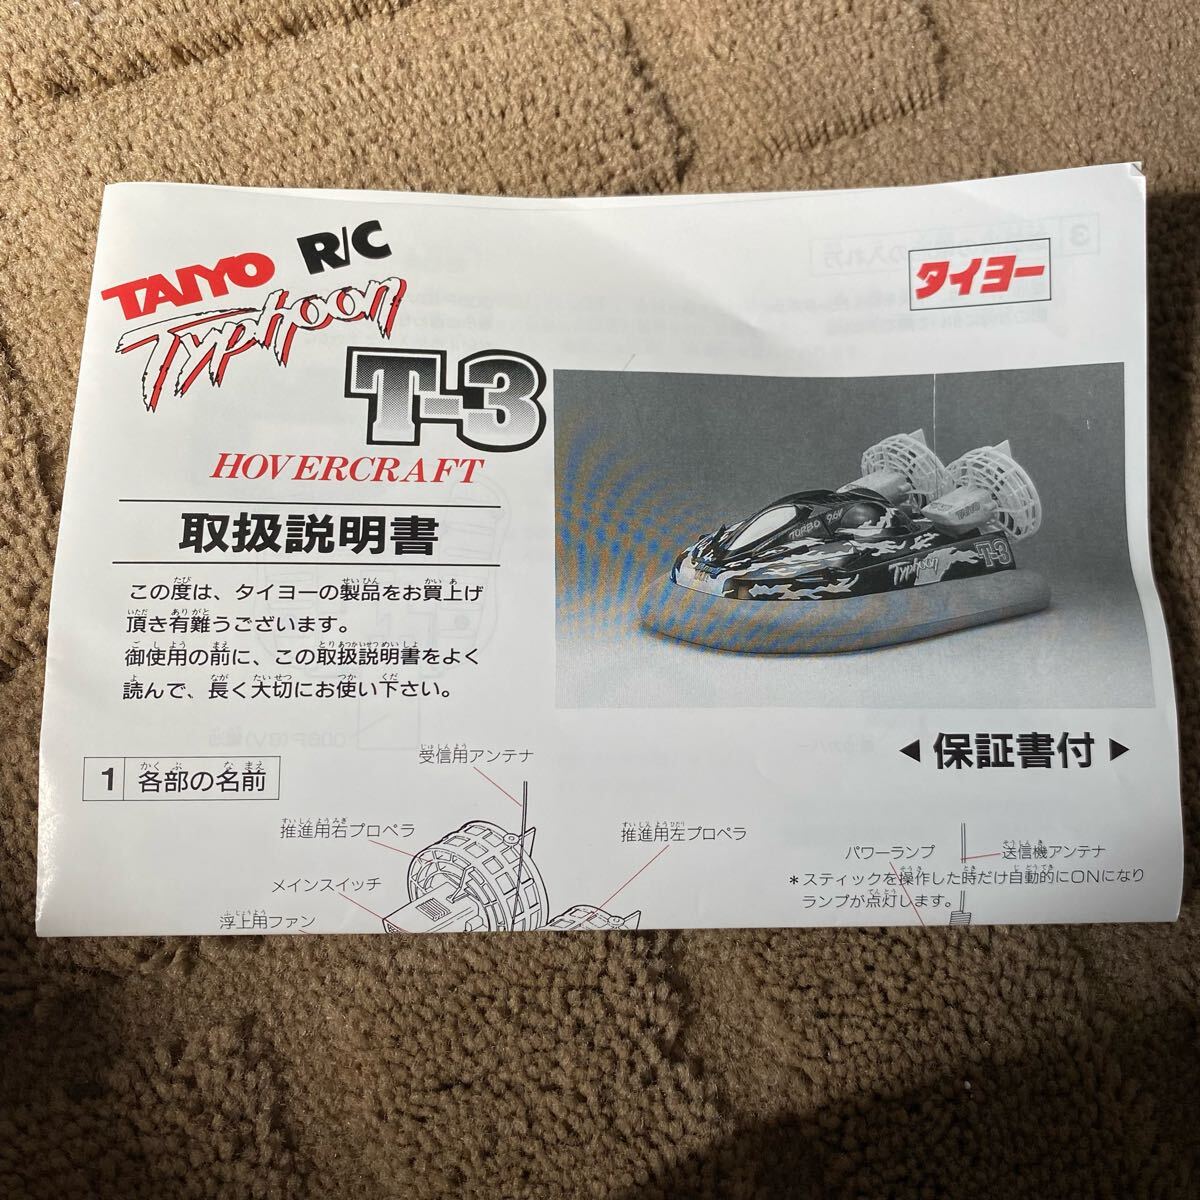 TAIYO R/C
Typhoon
T-3
HOVERCRAFT
タイヨー
取扱説明書
この度は、タイヨーの製品をお買上げ
頂き有難うございます。
御使用の前に、この取扱説明書をよく
読んで、長く大切にお使い下さい。
TURBO 9.6V
Typhoon
T-3
TAIYO
保証書付
1 各部の名前
受信用アンテナ
推進用右プロペラ
推進用左プロペラ
メインスイッチ
浮上用ファン
パワーランプ
送信機アンテナ
*スティックを操作した時だけ自動的にONになり
ランプが点灯します。